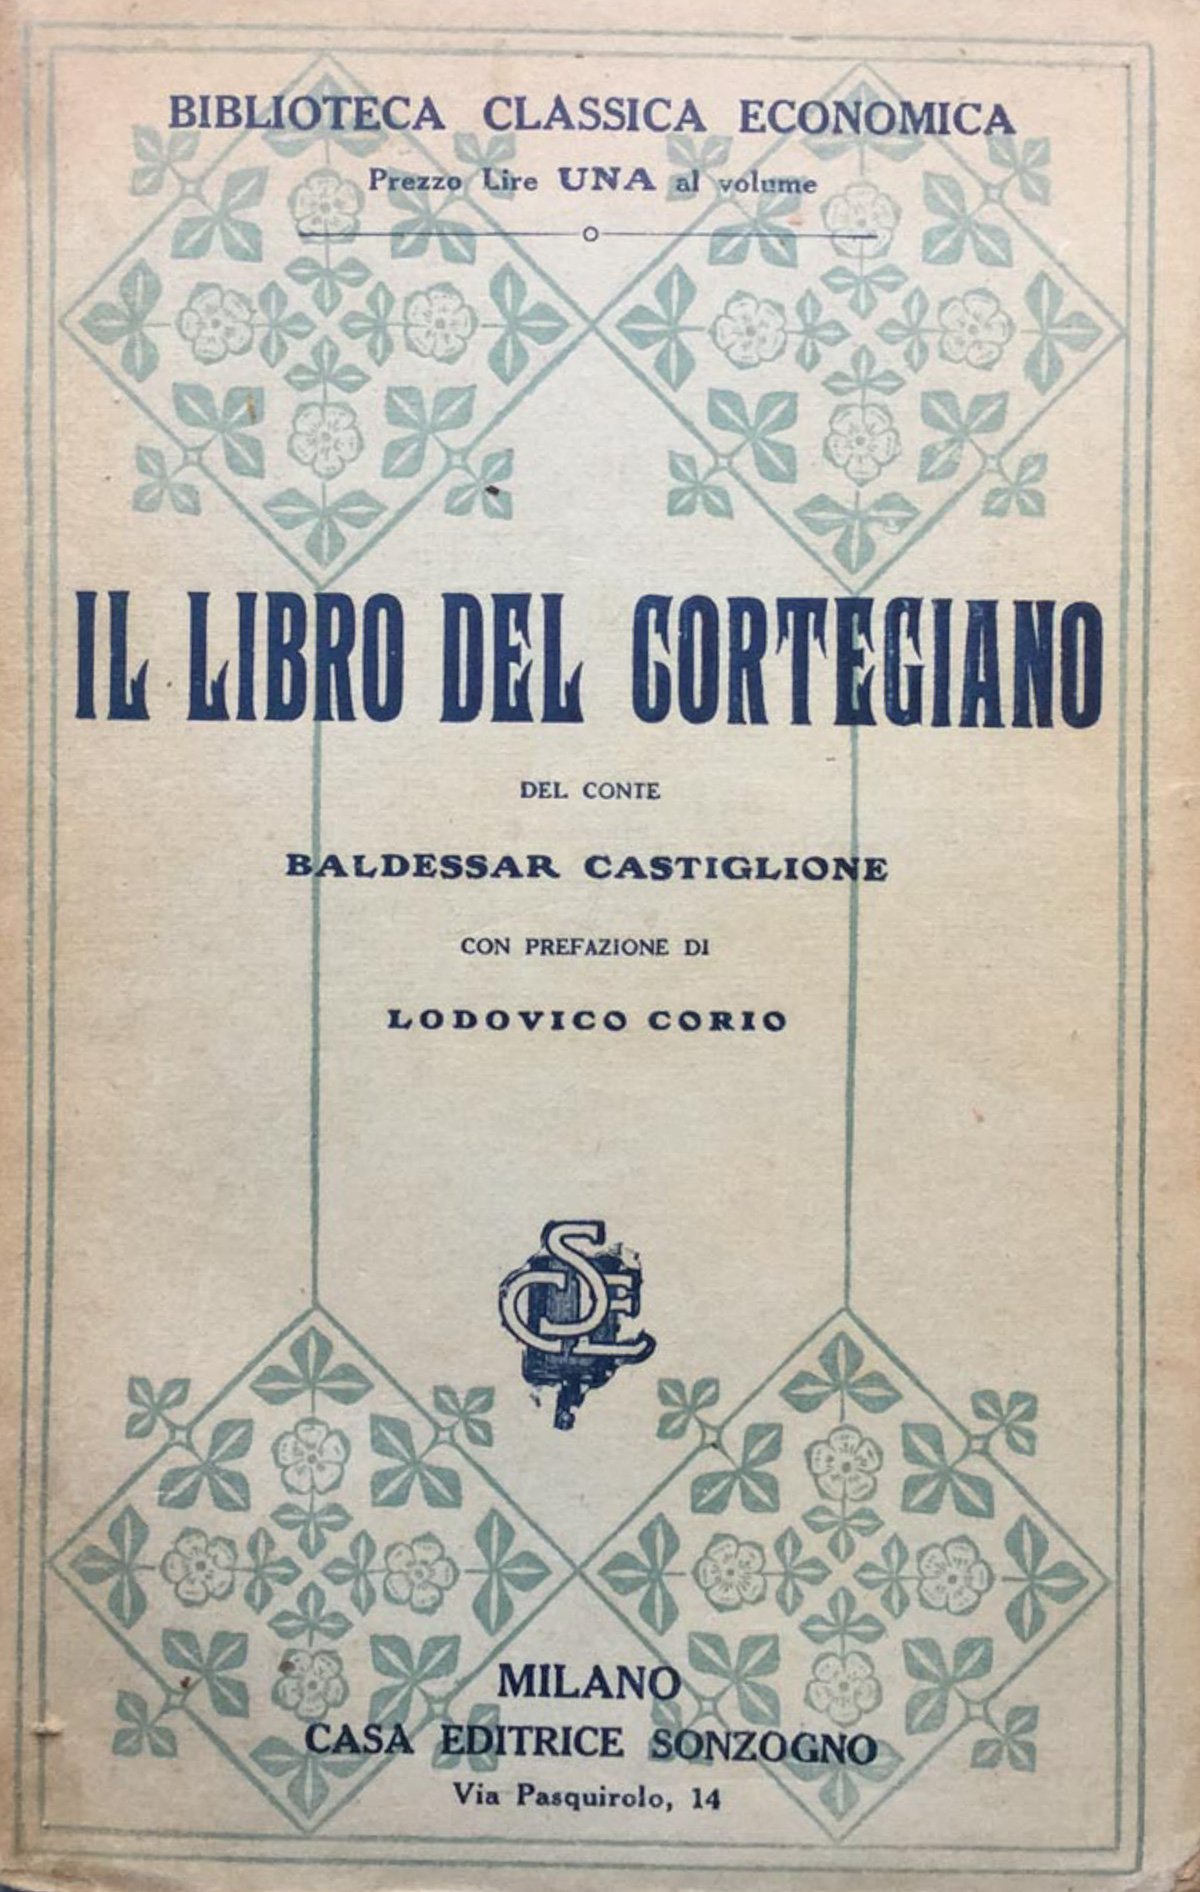 BIBLIOTECA CLASSICA ECONOMICA
Prezzo Lire UNA al volume
IL LIBRO DEL CORTEGIANO
DEL CONTE
BALDESSAR CASTIGLIONE
CON PREFAZIONE DI
LODOVICO CORIO
CSE
MILANO
CASA EDITRICE SONZOGNO
Via Pasquirolo, 14